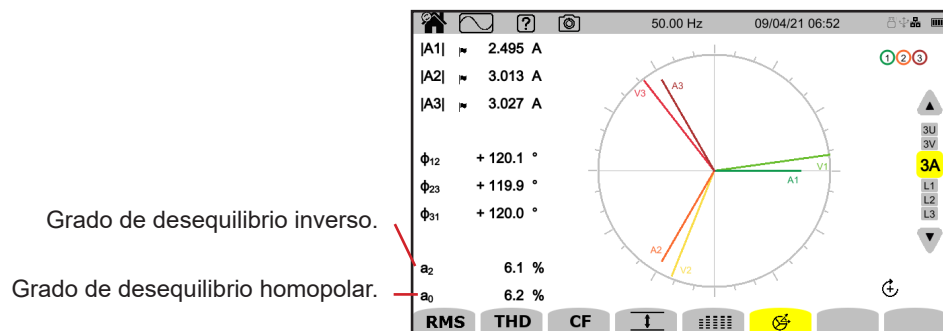 50.00 Hz 09/04/21 06:52
|A1| 2.495 A
|A2| 3.013 A
|A3| 3.027 A
ϕ12 + 120.1 °
ϕ23 + 119.9 °
ϕ31 + 120.0 °
Grado de desequilibrio inverso.
a2 6.1 %
Grado de desequilibrio homopolar.
a0 6.2 %
V3
A3
V1
A1
A2
V2
1 2 3
3U
3V
3A
L1
L2
L3
RMS THD CF